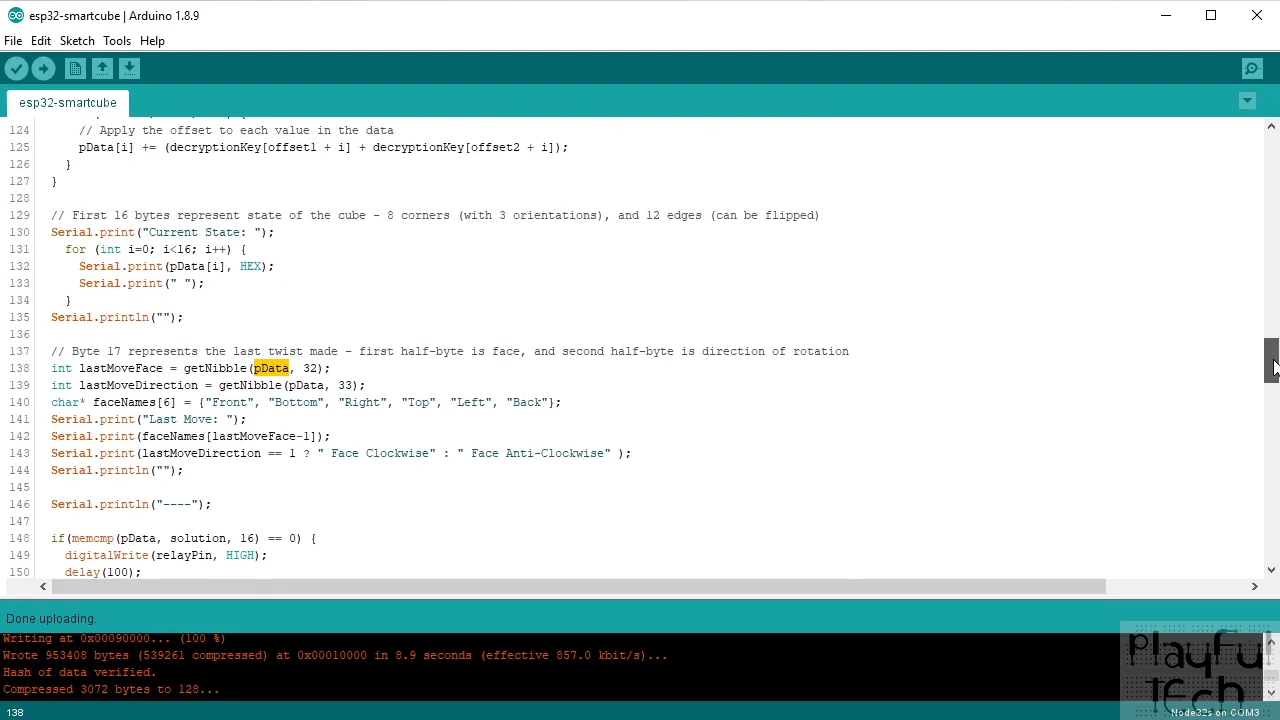 esp32-smartcube | Arduino 1.8.9
File Edit Sketch Tools Help
esp32-smartcube
124 // Apply the offset to each value in the data
125 pData[i] += (decryptionKey[offset1 + i] + decryptionKey[offset2 + i]);
126 }
127 }
128
129 // First 16 bytes represent state of the cube - 8 corners (with 3 orientations), and 12 edges (can be flipped)
130 Serial.print("Current State: ");
131 for (int i=0; i<16; i++) {
132 Serial.print(pData[i], HEX);
133 Serial.print(" ");
134 }
135 Serial.println("");
136
137 // Byte 17 represents the last twist made - first half-byte is face, and second half-byte is direction of rotation
138 int lastMoveFace = getNibble(pData, 32);
139 int lastMoveDirection = getNibble(pData, 33);
140 char* faceNames[6] = {"Front", "Bottom", "Right", "Top", "Left", "Back"};
141 Serial.print("Last Move: ");
142 Serial.print(faceNames[lastMoveFace-1]);
143 Serial.print(lastMoveDirection == 1 ? " Face Clockwise" : " Face Anti-Clockwise" );
144 Serial.println("");
145
146 Serial.println("----");
147
148 if(memcmp(pData, solution, 16) == 0) {
149 digitalWrite(relayPin, HIGH);
150 delay(100);
Done uploading.
Writing at 0x00090000... (100 %)
Wrote 953408 bytes (539261 compressed) at 0x00010000 in 8.9 seconds (effective 857.0 kbit/s)...
Hash of data verified.
Compressed 3072 bytes to 128...
Playful
Tech
138
Node32s on COM3